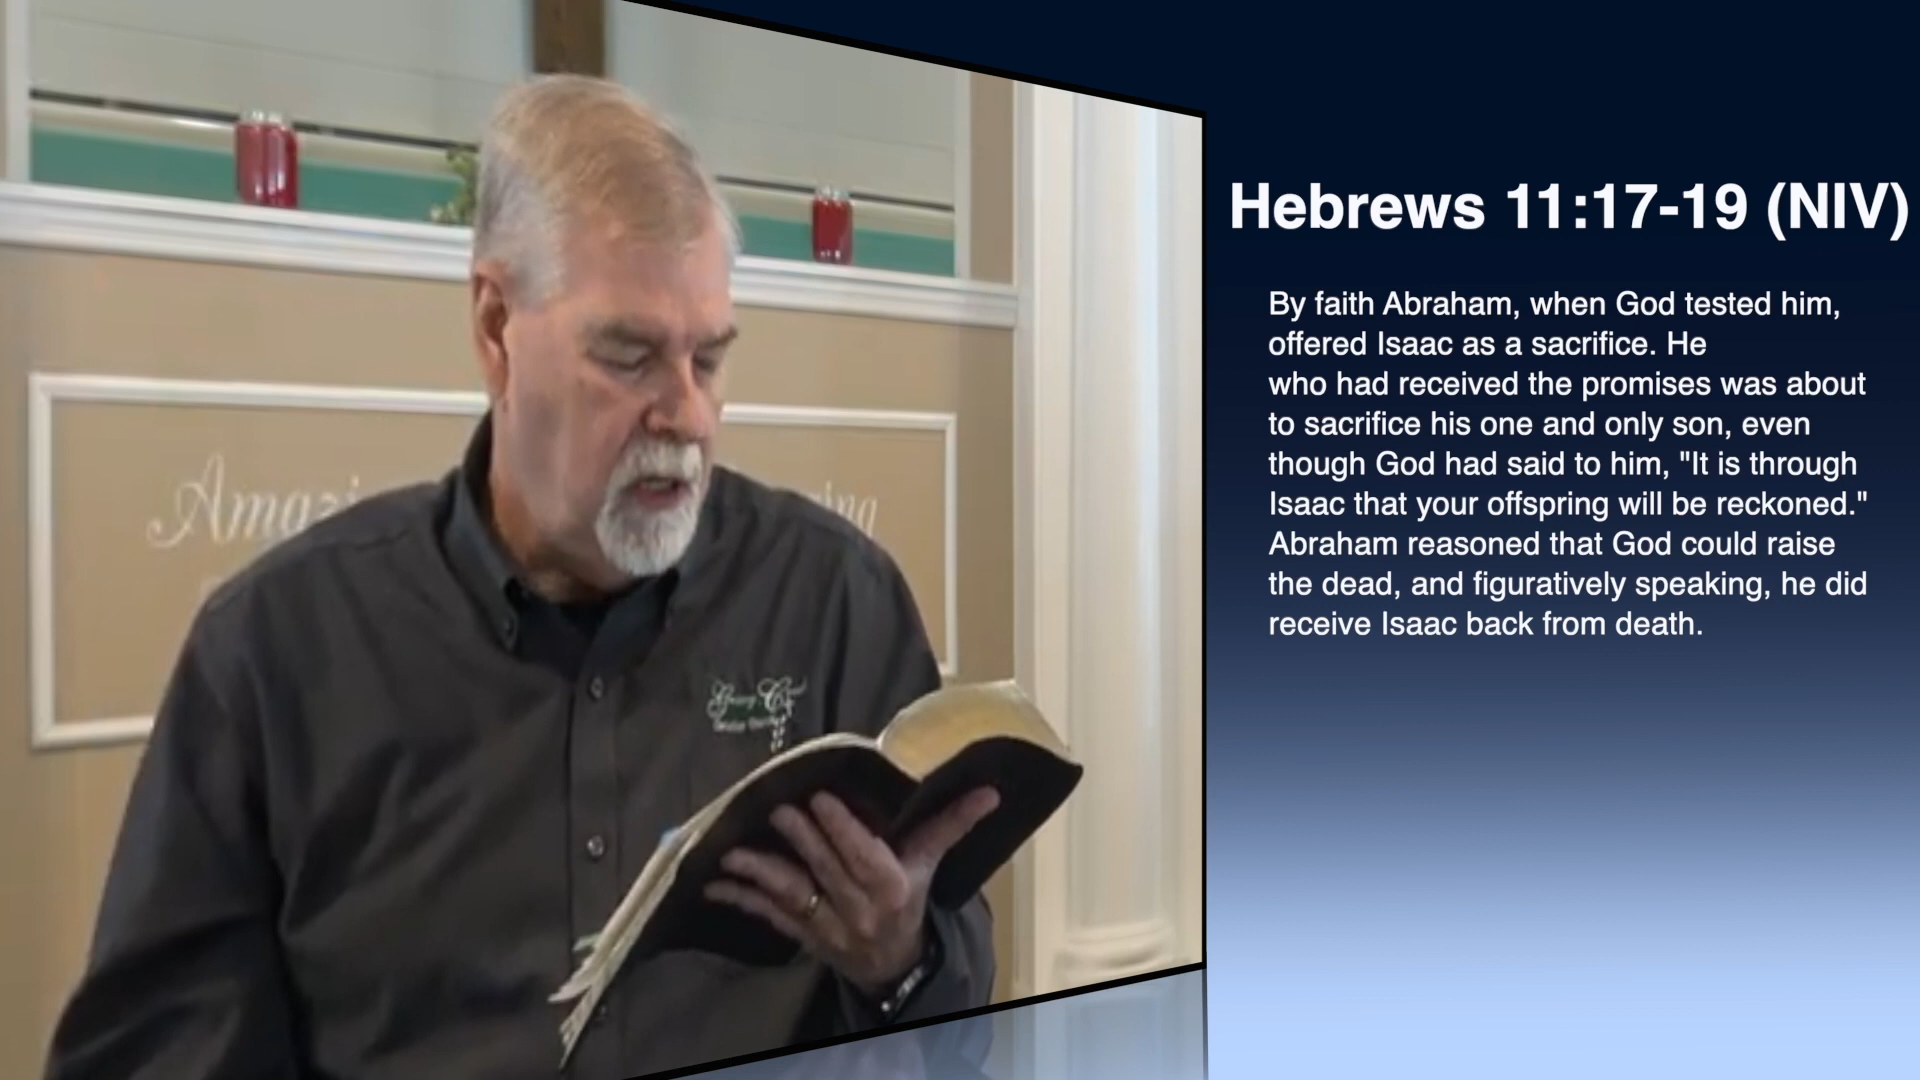 Hebrews 11:17-19 (NIV)
By faith Abraham, when God tested him,
offered Isaac as a sacrifice. He
who had received the promises was about
to sacrifice his one and only son, even
though God had said to him, "It is through
Isaac that your offspring will be reckoned."
Abraham reasoned that God could raise
the dead, and figuratively speaking, he did
receive Isaac back from death.